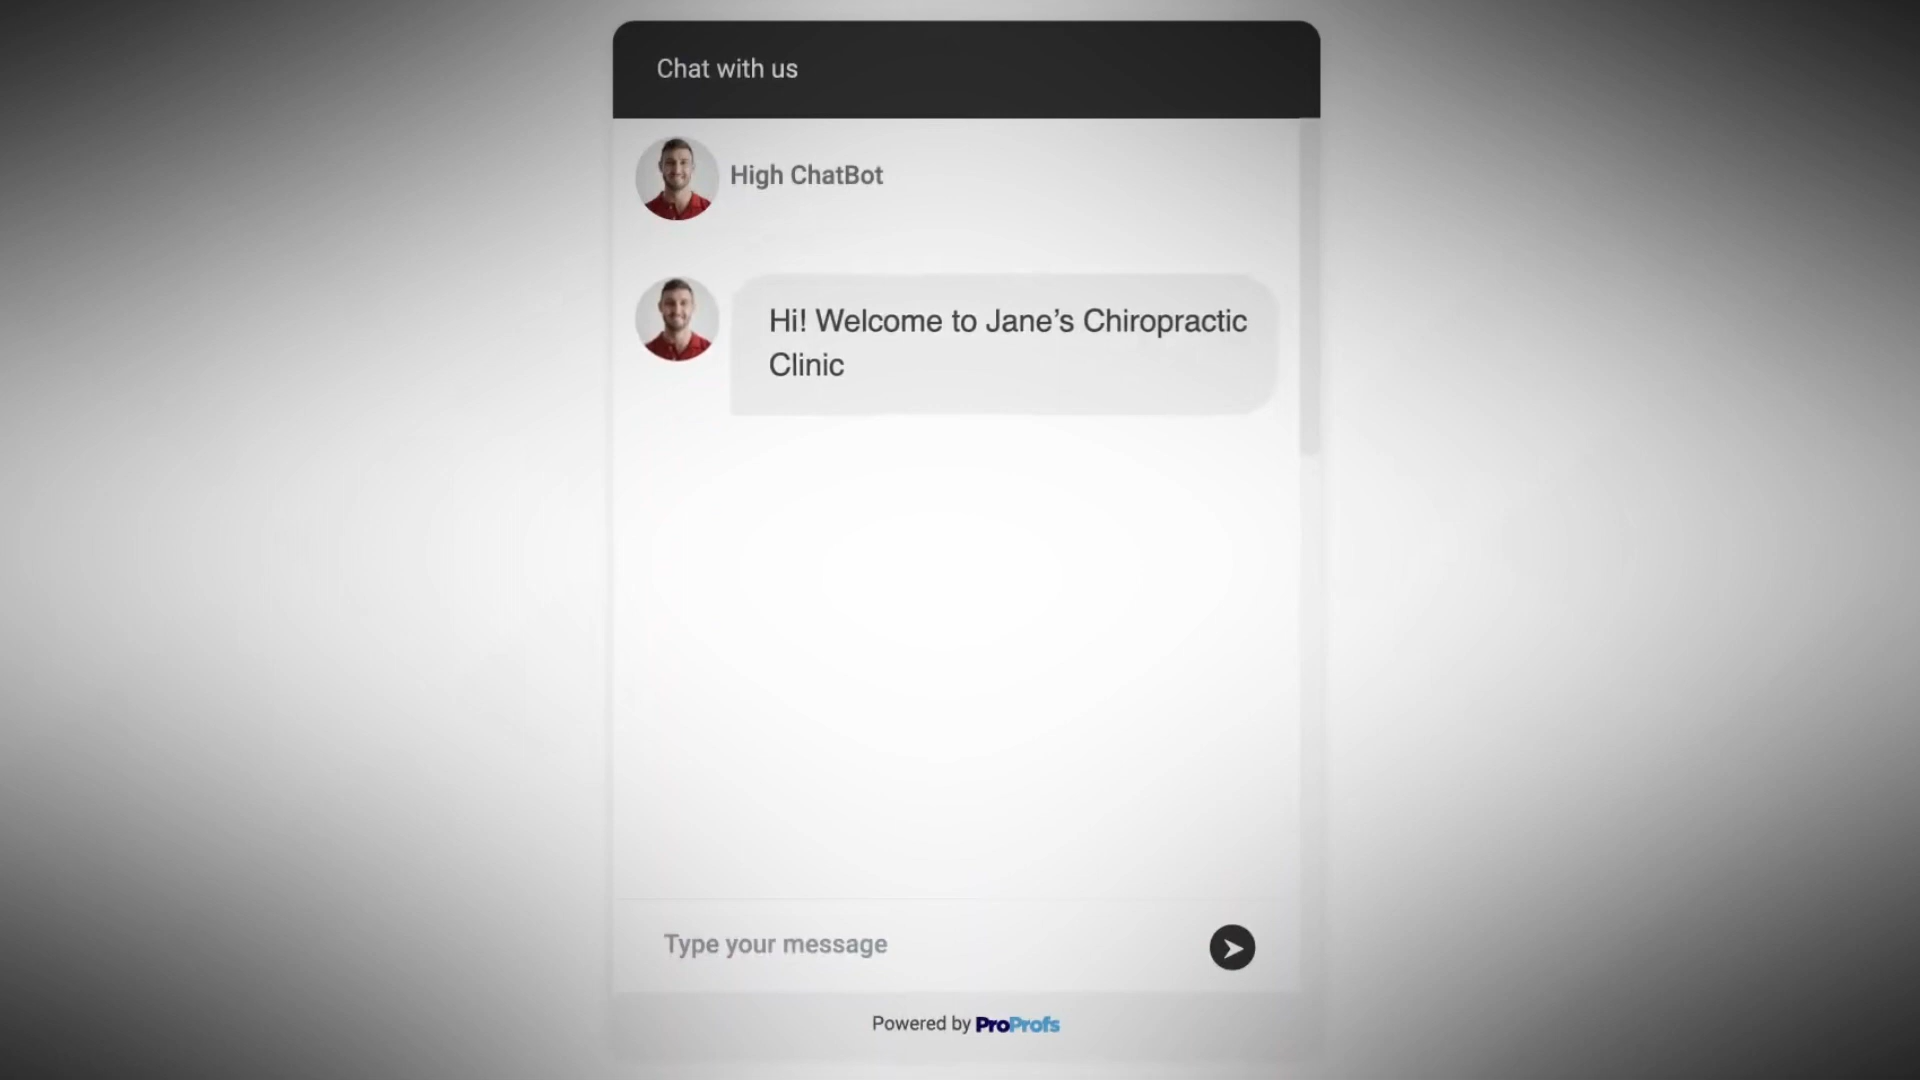 Chat with us
High ChatBot
Hi! Welcome to Jane’s Chiropractic
Clinic
Type your message
Powered by ProProfs